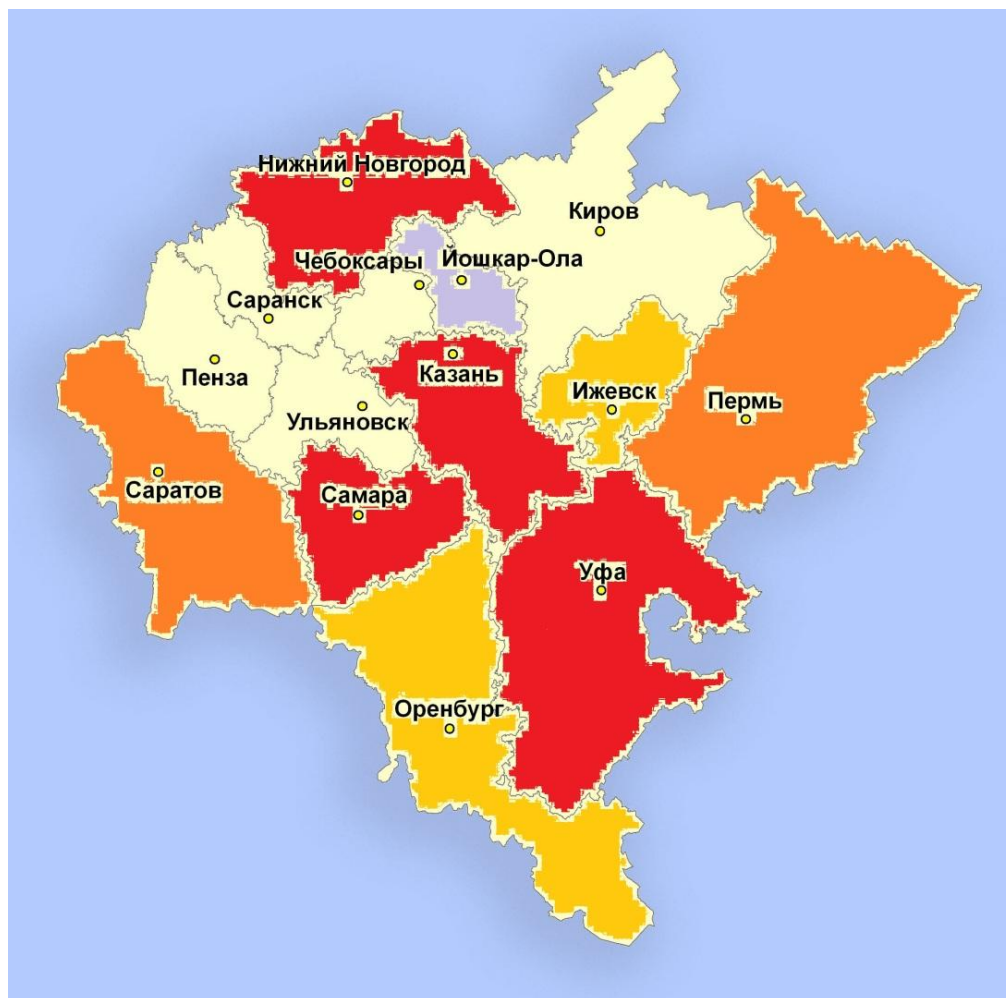 Нижний Новгород
Киров
Чебоксары
Йошкар-Ола
Саранск
Пенза
Казань
Ижевск
Пермь
Ульяновск
Саратов
Самара
Уфа
Оренбург